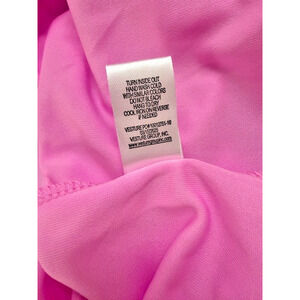 TURN INSIDE OUT
HAND WASH COLD
WITH SIMILAR COLORS
DO NOT BLEACH
HANG TO DRY
COOL IRON ON REVERSE
IF NEEDED
VESTURE GROUP, INC.
www.vesturegroupinc.com